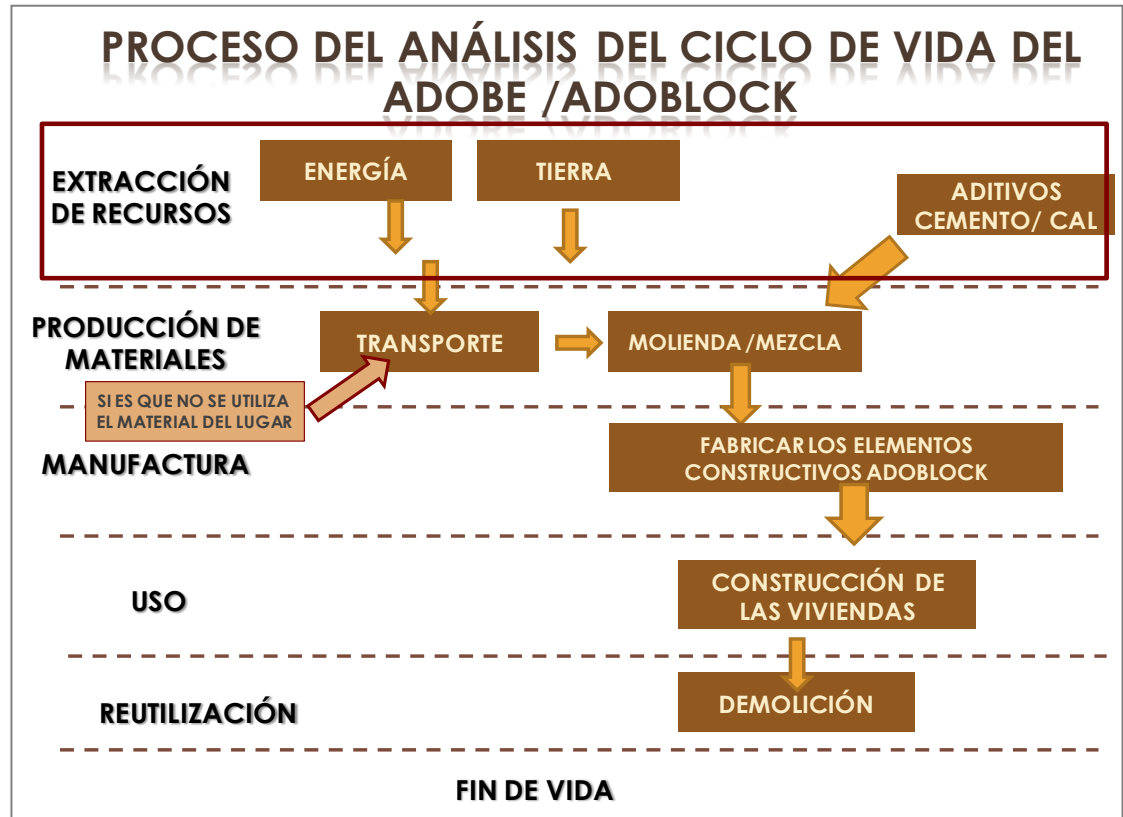 PROCESO DEL ANÁLISIS DEL CICLO DE VIDA DEL
ADOBE /ADOBLOCK
EXTRACCIÓN
DE RECURSOS
ENERGÍA
TIERRA
ADITIVOS
CEMENTO/ CAL
PRODUCCIÓN DE
MATERIALES
TRANSPORTE
MOLIENDA /MEZCLA
SI ES QUE NO SE UTILIZA
EL MATERIAL DEL LUGAR
MANUFACTURA
FABRICAR LOS ELEMENTOS
CONSTRUCTIVOS ADOBLOCK
USO
CONSTRUCCIÓN DE
LAS VIVIENDAS
REUTILIZACIÓN
DEMOLICIÓN
FIN DE VIDA